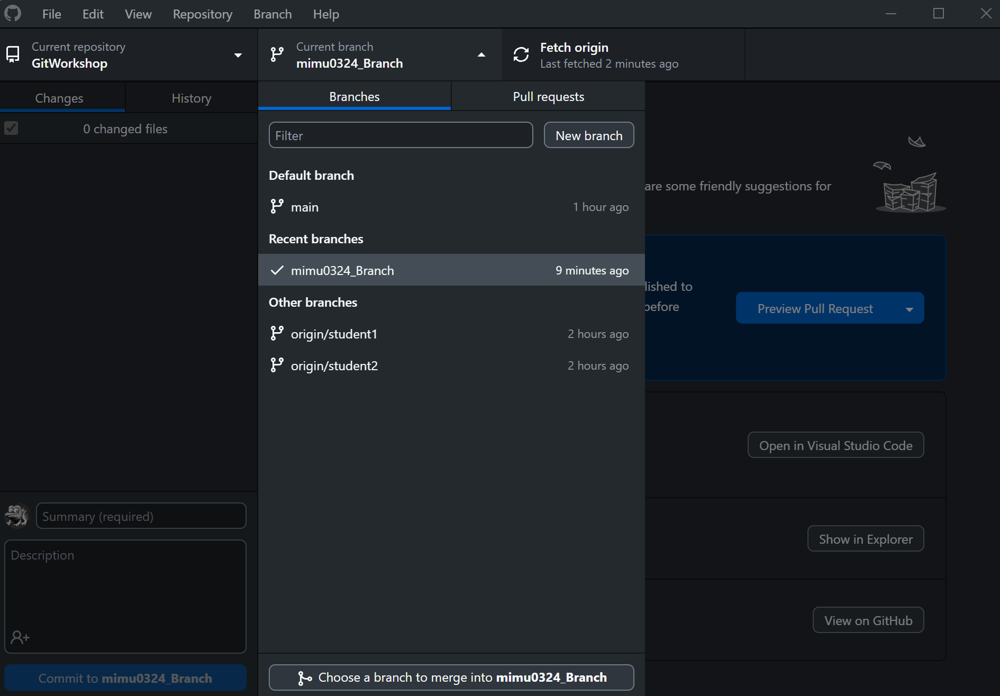 File Edit View Repository Branch Help
Current repository
GitWorkshop
Current branch
mimu0324_Branch
Fetch origin
Last fetched 2 minutes ago
Changes
History
0 changed files
Branches
Pull requests
Filter
New branch
Default branch
main 1 hour ago
Recent branches
mimu0324_Branch 9 minutes ago
Other branches
origin/student1 2 hours ago
origin/student2 2 hours ago
Choose a branch to merge into mimu0324_Branch
are some friendly suggestions for
lished to
before
Preview Pull Request
Open in Visual Studio Code
Show in Explorer
View on GitHub
Summary (required)
Description
Commit to mimu0324_Branch